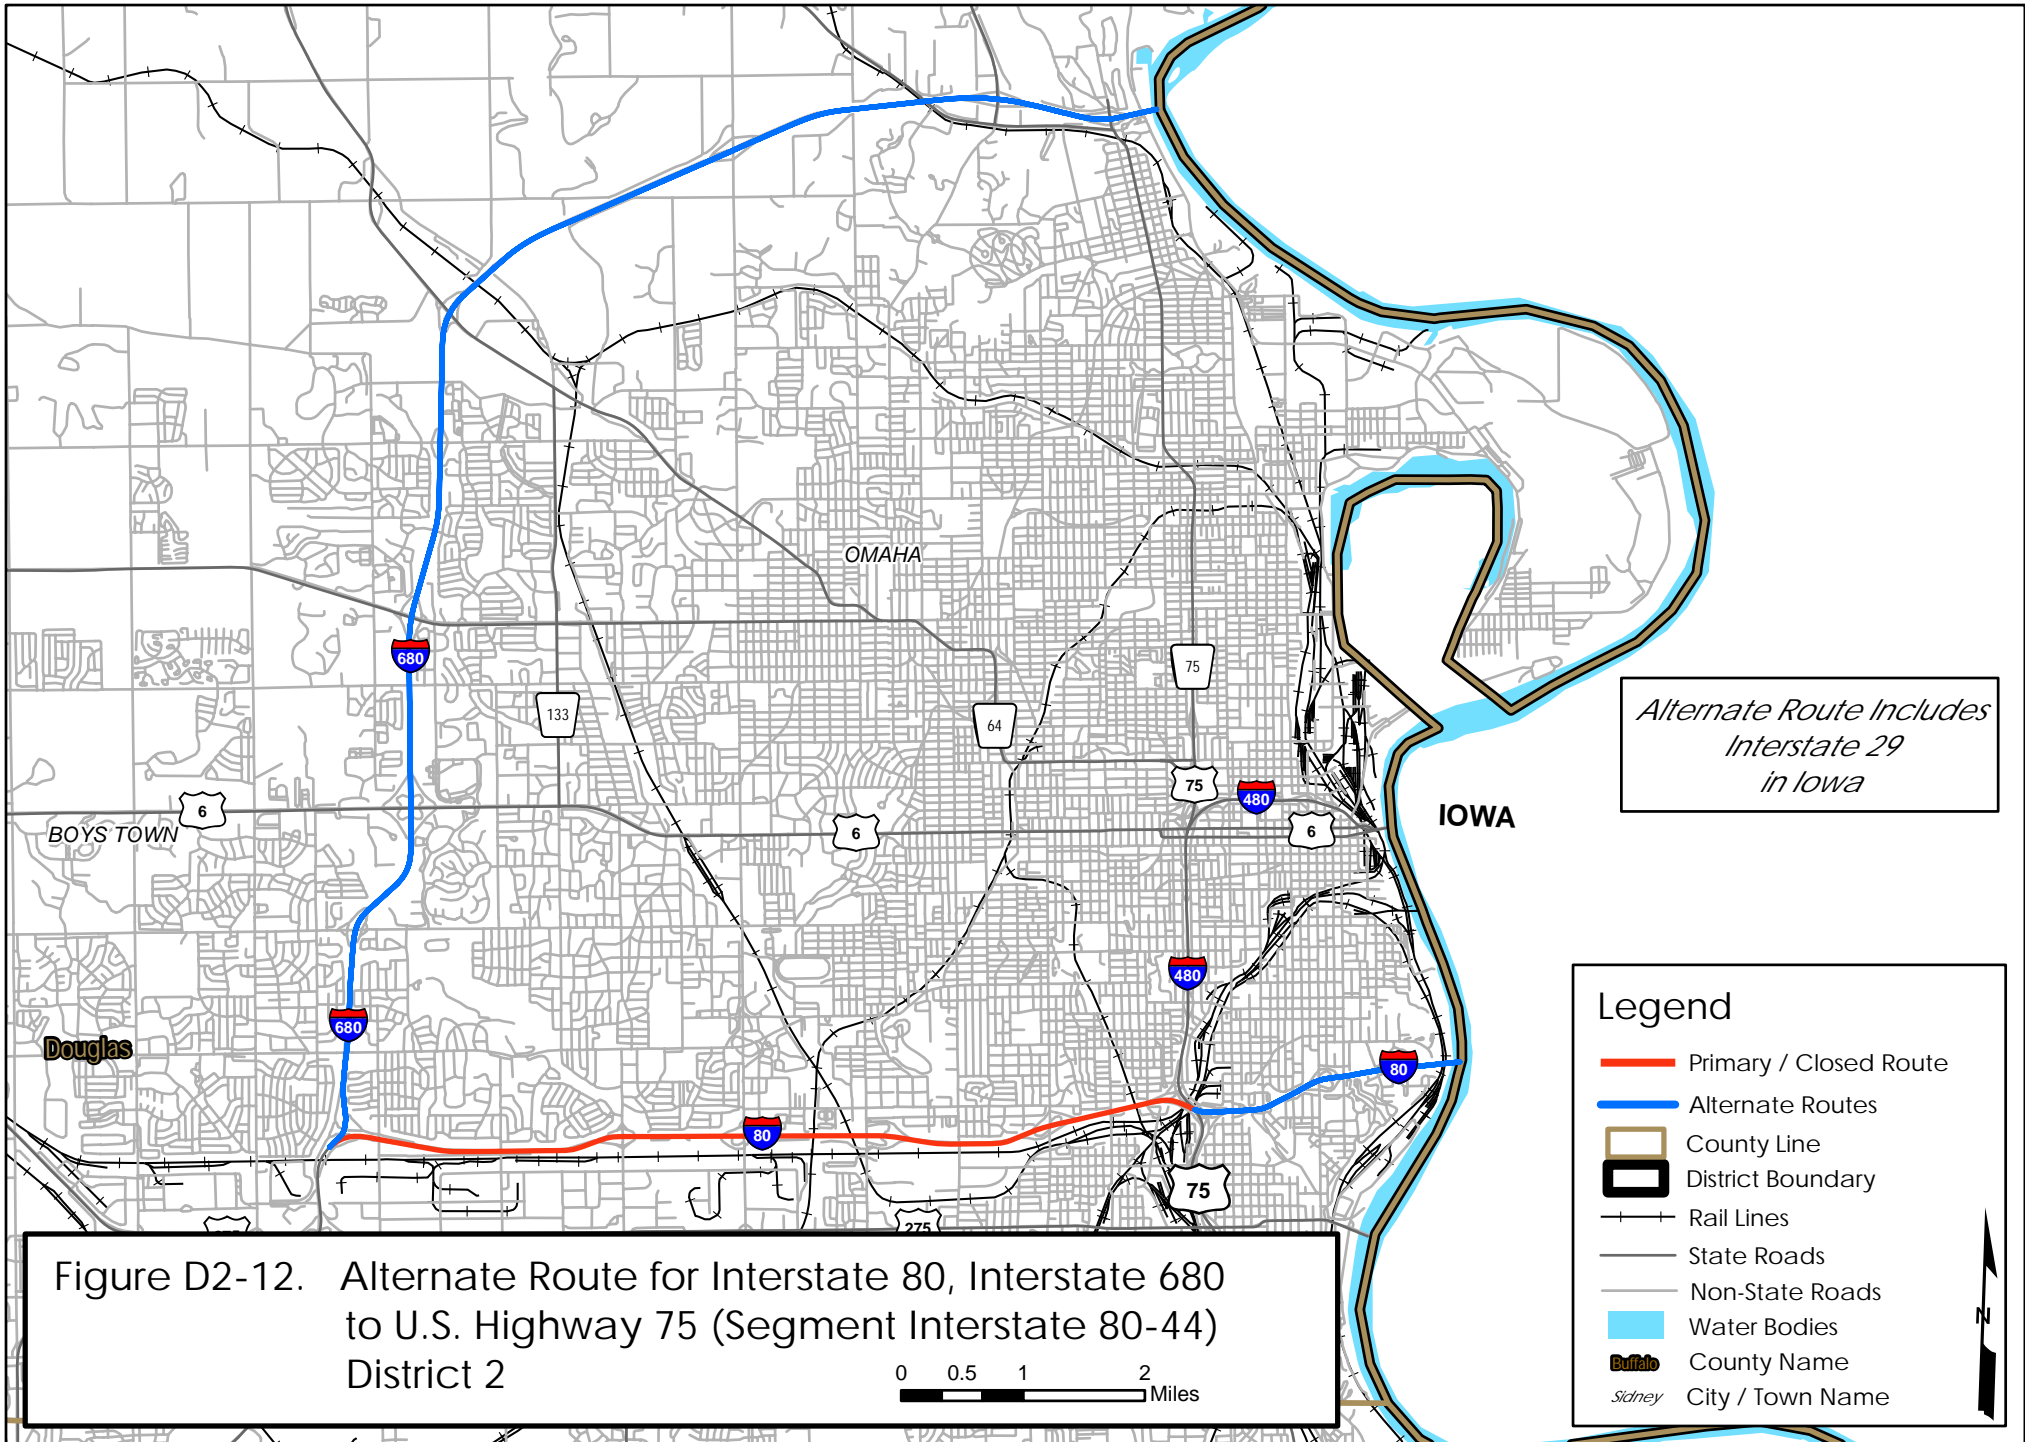 OMAHA
680
133
64
75
75
480
6
BOYS TOWN
6
6
IOWA
Alternate Route Includes
Interstate 29
in Iowa
480
680
Douglas
80
80
75
275
Figure D2-12. Alternate Route for Interstate 80, Interstate 680
to U.S. Highway 75 (Segment Interstate 80-44)
District 2
0 0.5 1 2
Miles
Legend
Primary / Closed Route
Alternate Routes
County Line
District Boundary
Rail Lines
State Roads
Non-State Roads
Water Bodies
Buffalo County Name
Sidney City / Town Name
N